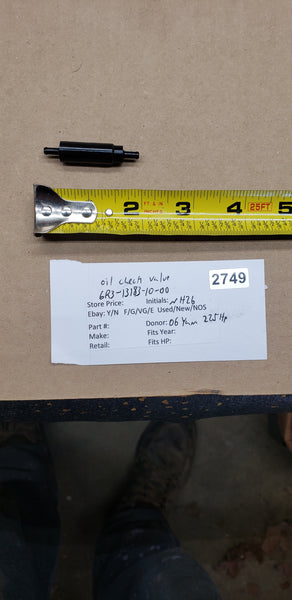 2 3 4 5
25FT
oil check valve
2749
6R3-13183-10-00
Store Price: Initials: NH26
Ebay: Y/N F/G/VG/E Used/New/NOS
Part #: Donor: 06 Yam 225 Hp
Make: Fits Year:
Retail: Fits HP: